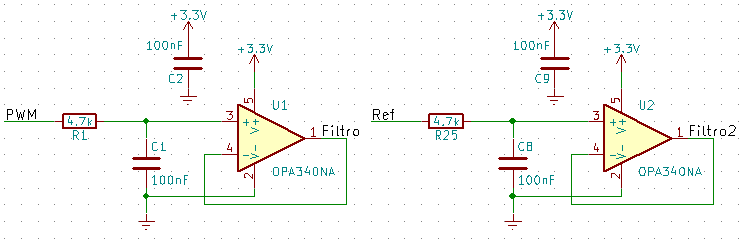 +3.3V
100nF
C2
+3.3V
PWM
4.7k
R1
C1
100nF
U1
3
4
5
2
1
+
-
V+
V-
Filtro
OPA340NA
+3.3V
100nF
C9
+3.3V
Ref
4.7k
R25
C8
100nF
U2
3
4
5
2
1
+
-
V+
V-
Filtro2
OPA340NA